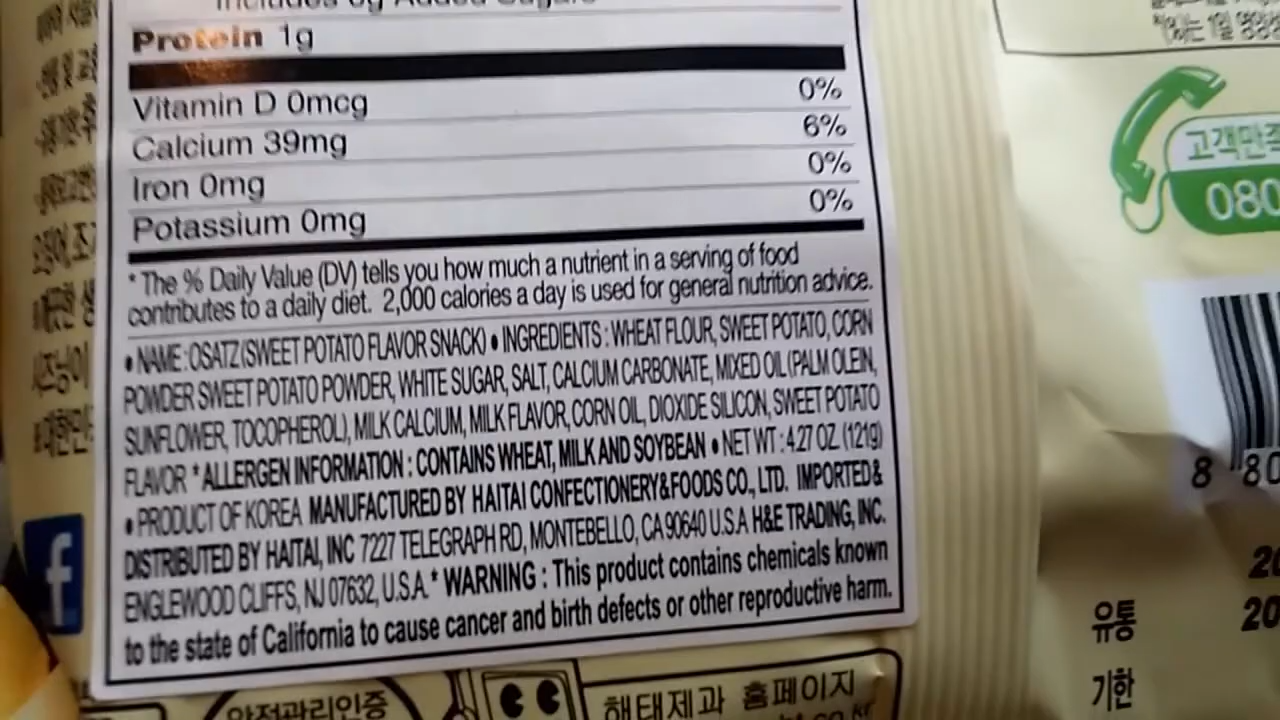 Includes 6g Added Sugars
Protein 1g
Vitamin D 0mcg 0%
Calcium 39mg 6%
Iron 0mg 0%
Potassium 0mg 0%
* The % Daily Value (DV) tells you how much a nutrient in a serving of food
contributes to a daily diet. 2,000 calories a day is used for general nutrition advice.
• NAME : OSATZ(SWEET POTATO FLAVOR SNACK) • INGREDIENTS : WHEAT FLOUR, SWEET POTATO, CORN
POWDER SWEET POTATO POWDER, WHITE SUGAR, SALT, CALCIUM CARBONATE, MIXED OIL (PALM OLEIN,
SUNFLOWER, TOCOPHEROL), MILK CALCIUM, MILK FLAVOR, CORN OIL, DIOXIDE SILICON, SWEET POTATO
FLAVOR * ALLERGEN INFORMATION : CONTAINS WHEAT, MILK AND SOYBEAN • NET WT : 4.27 OZ. (121g)
• PRODUCT OF KOREA MANUFACTURED BY HAITAI CONFECTIONERY&FOODS CO., LTD. IMPORTED &
DISTRIBUTED BY HAITAI, INC 7227 TELEGRAPH RD, MONTEBELLO, CA 90640 U.S.A H&E TRADING, INC.
ENGLEWOOD CLIFFS, NJ 07632, U.S.A. * WARNING : This product contains chemicals known
to the state of California to cause cancer and birth defects or other reproductive harm.
안전관리인증
해태제과 홈페이지
고객만족
080
8 80
20
유통 20
기한
f